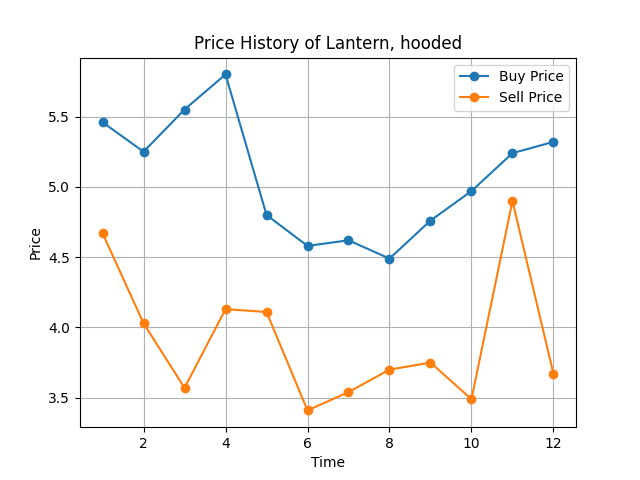 Price History of Lantern, hooded
Buy Price
Sell Price
5.5
5.0
4.5
4.0
3.5
Price
2 4 6 8 10 12
Time